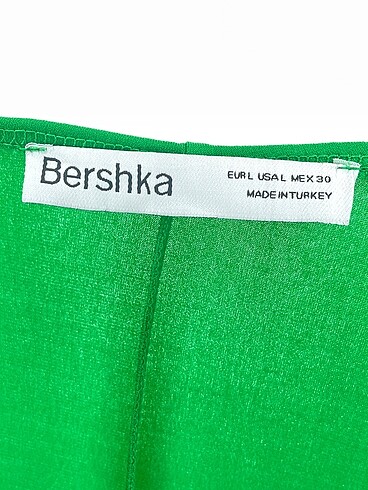 Bershka
EUR L USA L MEX 30
MADE IN TURKEY